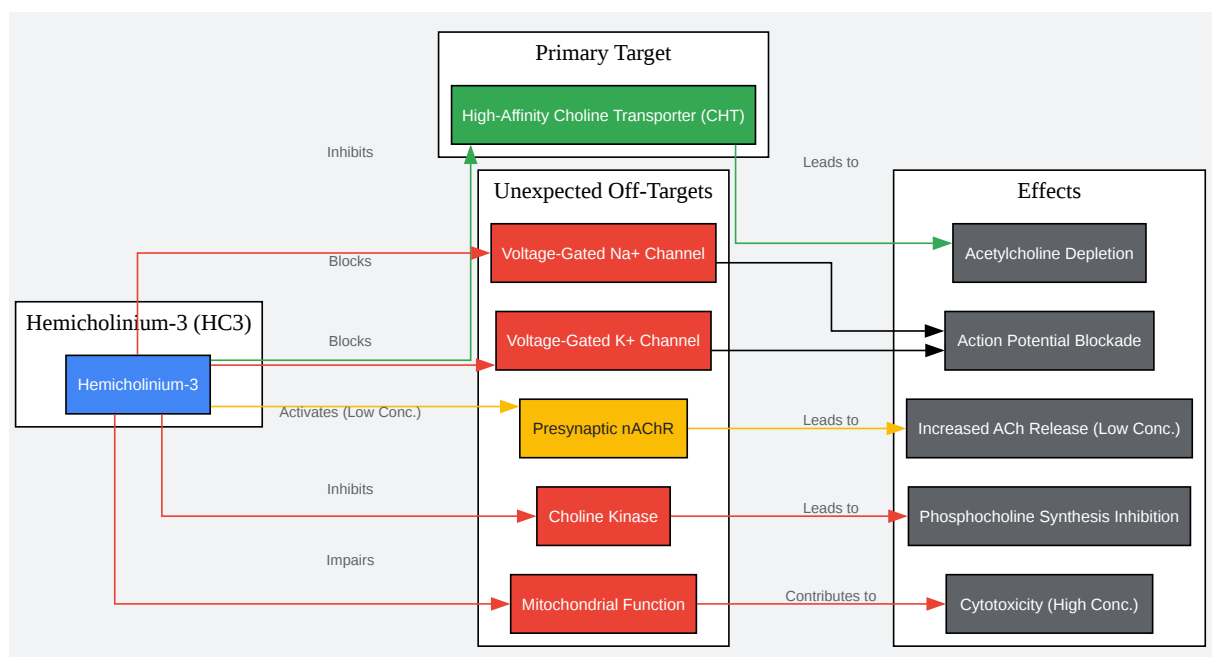 Primary Target
High-Affinity Choline Transporter (CHT)
Inhibits
Leads to
Unexpected Off-Targets
Effects
Voltage-Gated Na+ Channel
Acetylcholine Depletion
Blocks
Hemicholinium-3 (HC3)
Blocks
Voltage-Gated K+ Channel
Action Potential Blockade
Hemicholinium-3
Activates (Low Conc.)
Presynaptic nAChR
Leads to
Increased ACh Release (Low Conc.)
Inhibits
Choline Kinase
Leads to
Phosphocholine Synthesis Inhibition
Impairs
Mitochondrial Function
Contributes to
Cytotoxicity (High Conc.)